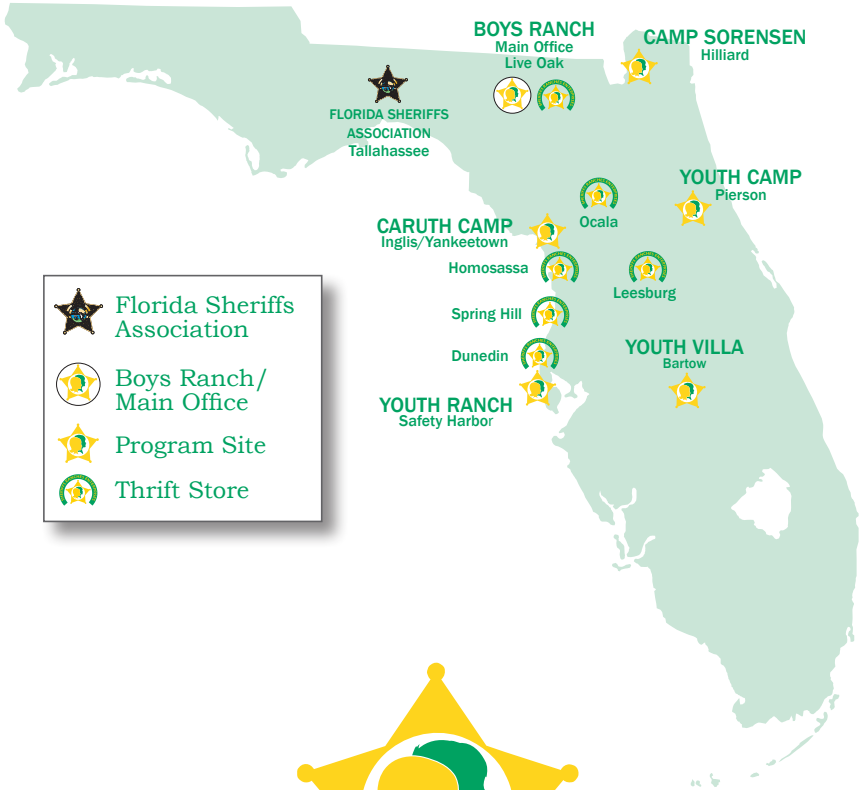 BOYS RANCH
Main Office
Live Oak
CAMP SORENSEN
Hilliard
FLORIDA SHERIFFS
ASSOCIATION
Tallahassee
YOUTH CAMP
Pierson
Ocala
CARUTH CAMP
Inglis/Yankeetown
Homosassa
Leesburg
Spring Hill
Dunedin
YOUTH VILLA
Bartow
YOUTH RANCH
Safety Harbor
Florida Sheriffs
Association
Boys Ranch/
Main Office
Program Site
Thrift Store